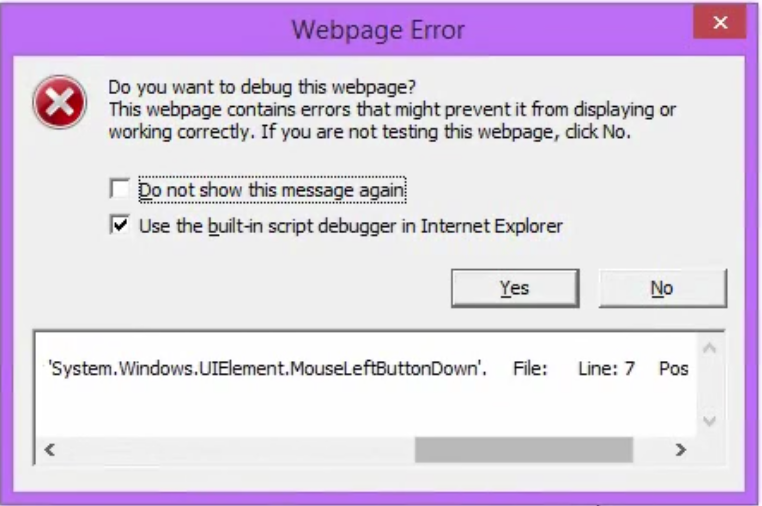 Webpage Error
Do you want to debug this webpage?
This webpage contains errors that might prevent it from displaying or
working correctly. If you are not testing this webpage, click No.
Do not show this message again
Use the built-in script debugger in Internet Explorer
Yes No
'System.Windows.UIElement.MouseLeftButtonDown'. File: Line: 7 Pos